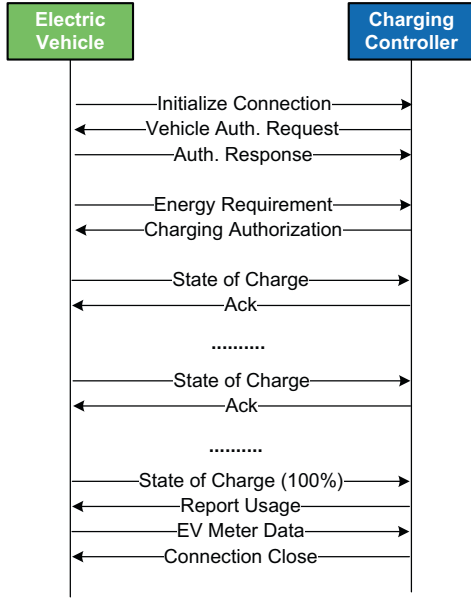 Electric
Vehicle
Charging
Controller
Initialize Connection
Vehicle Auth. Request
Auth. Response
Energy Requirement
Charging Authorization
State of Charge
Ack
..........
State of Charge
Ack
..........
State of Charge (100%)
Report Usage
EV Meter Data
Connection Close